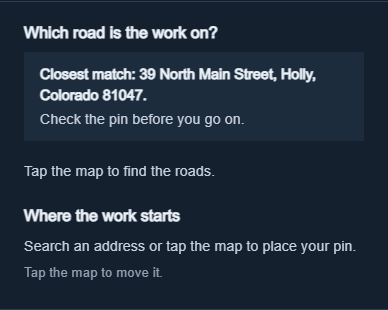 Which road is the work on?
Closest match: 39 North Main Street, Holly,
Colorado 81047.
Check the pin before you go on.
Tap the map to find the roads.
Where the work starts
Search an address or tap the map to place your pin.
Tap the map to move it.